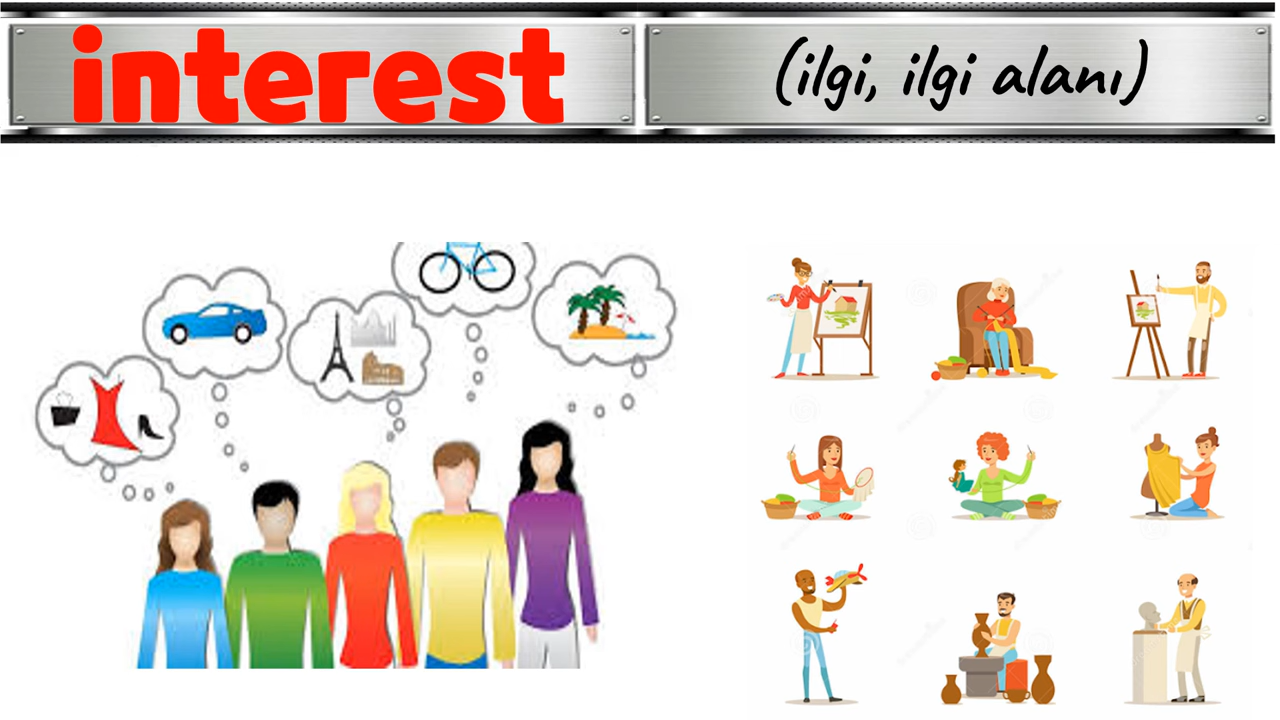 interest
(ilgi, ilgi alanı)